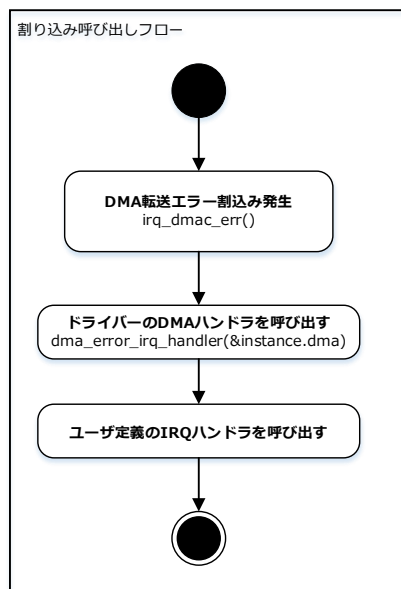 割り込み呼び出しフロー
DMA転送エラー割込み発生
irq_dmac_err()
ドライバーのDMAハンドラを呼び出す
dma_error_irq_handler(&instance.dma)
ユーザ定義のIRQハンドラを呼び出す